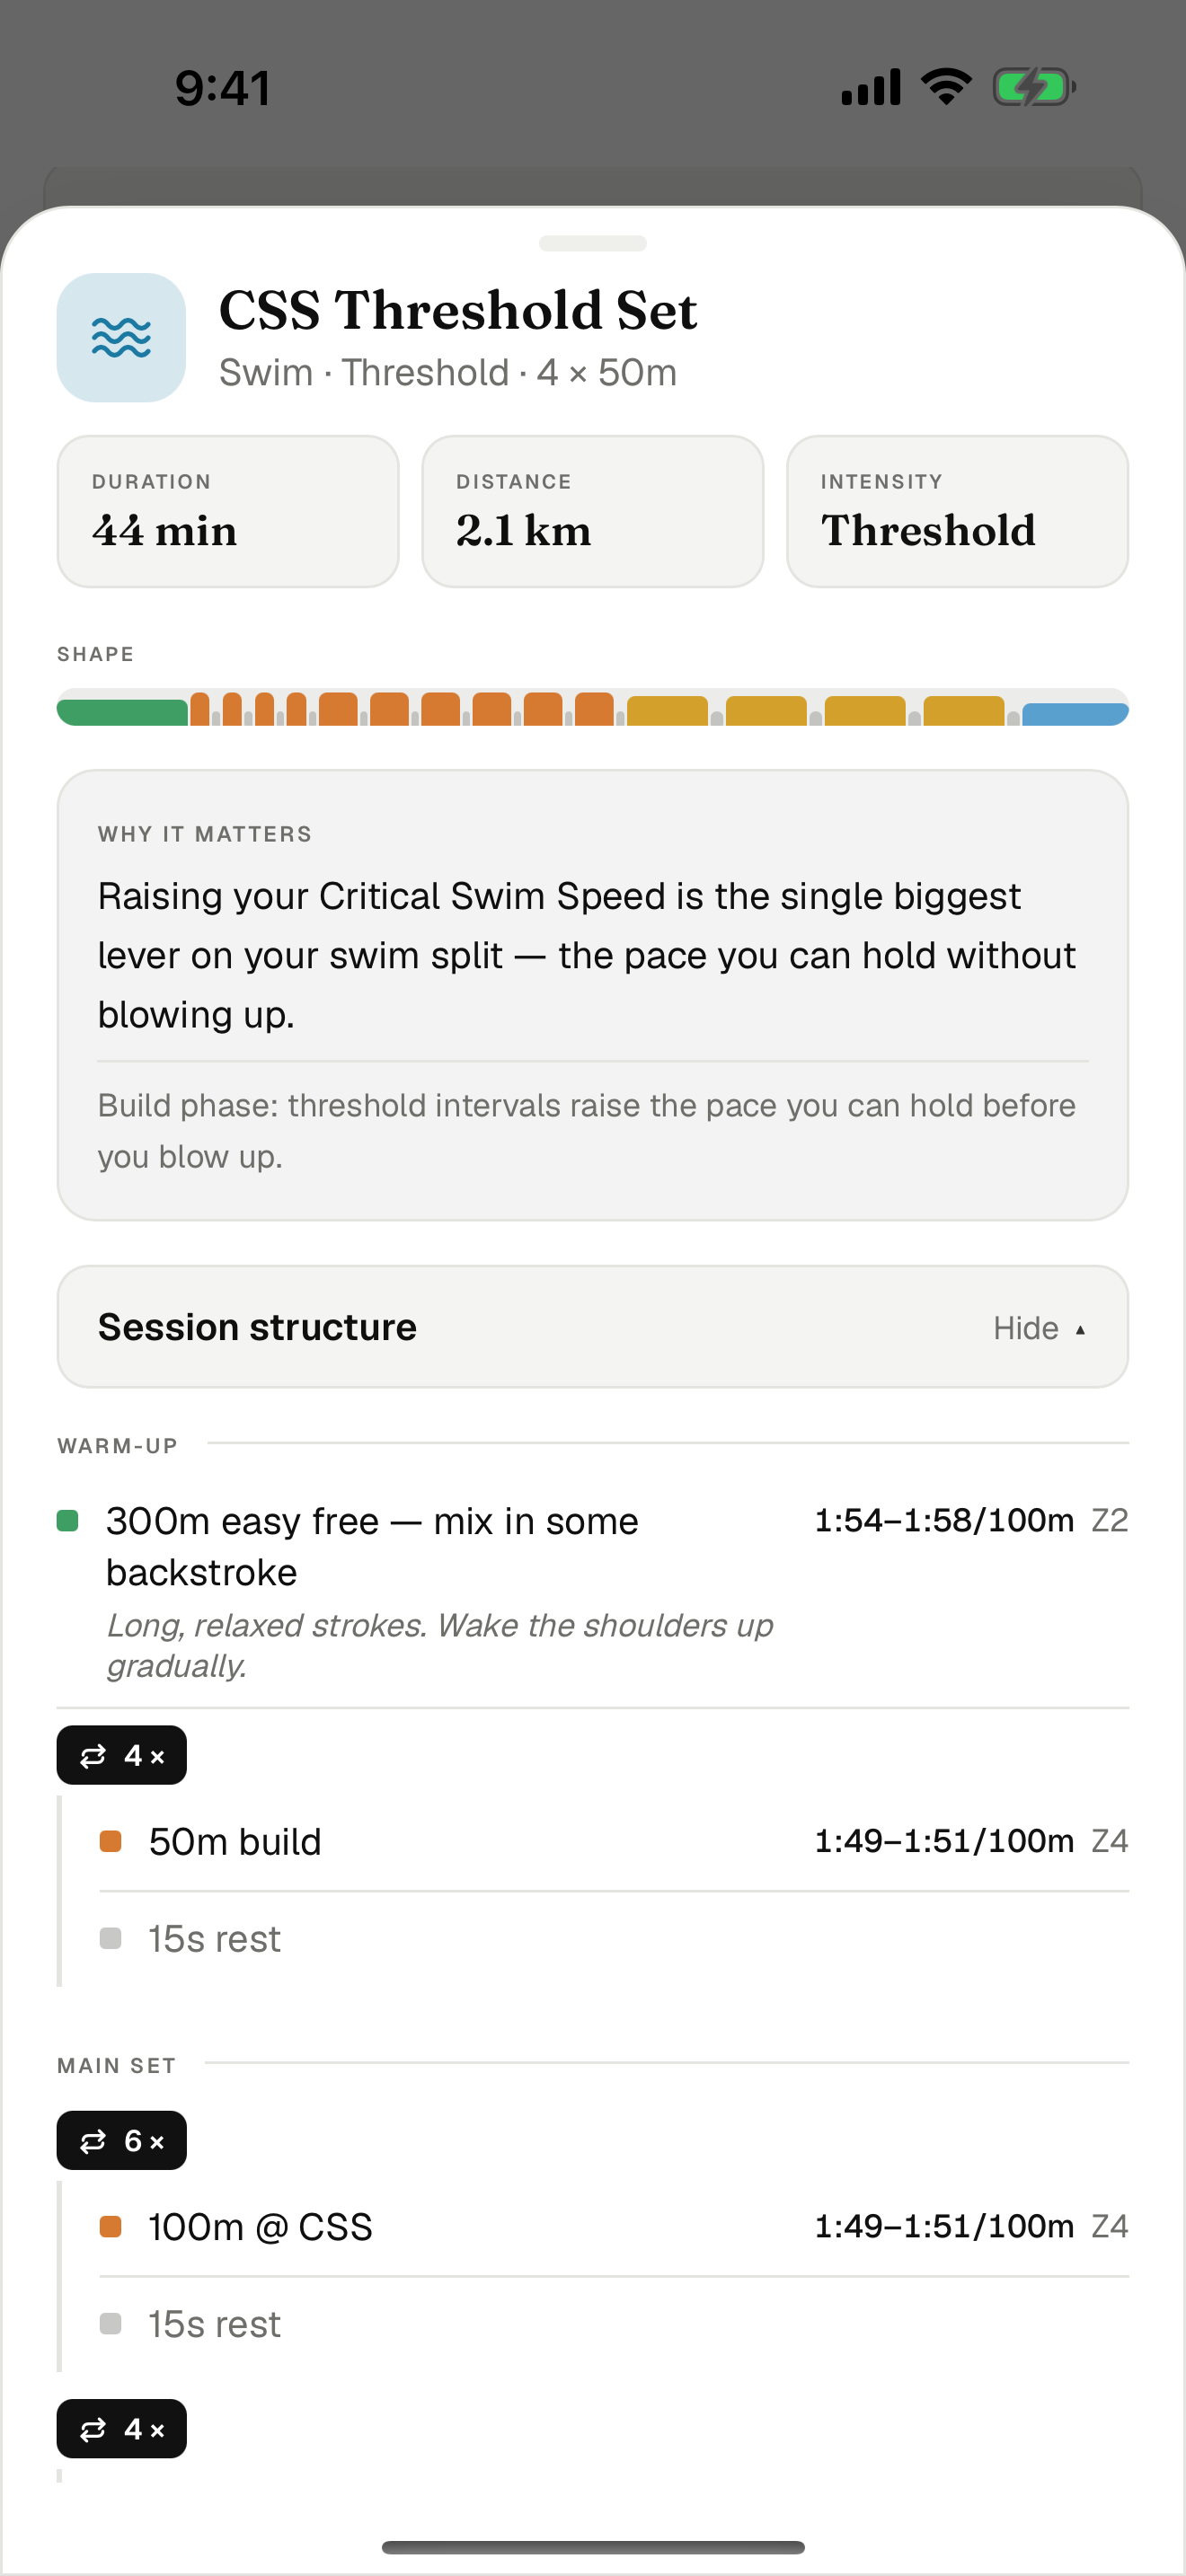 9:41
CSS Threshold Set
Swim · Threshold · 4 × 50m
DURATION
44 min
DISTANCE
2.1 km
INTENSITY
Threshold
SHAPE
WHY IT MATTERS
Raising your Critical Swim Speed is the single biggest
lever on your swim split — the pace you can hold without
blowing up.
Build phase: threshold intervals raise the pace you can hold before
you blow up.
Session structure
Hide ▲
WARM-UP
300m easy free — mix in some
backstroke
1:54–1:58/100m Z2
Long, relaxed strokes. Wake the shoulders up
gradually.
4 ×
50m build
1:49–1:51/100m Z4
15s rest
MAIN SET
6 ×
100m @ CSS
1:49–1:51/100m Z4
15s rest
4 ×